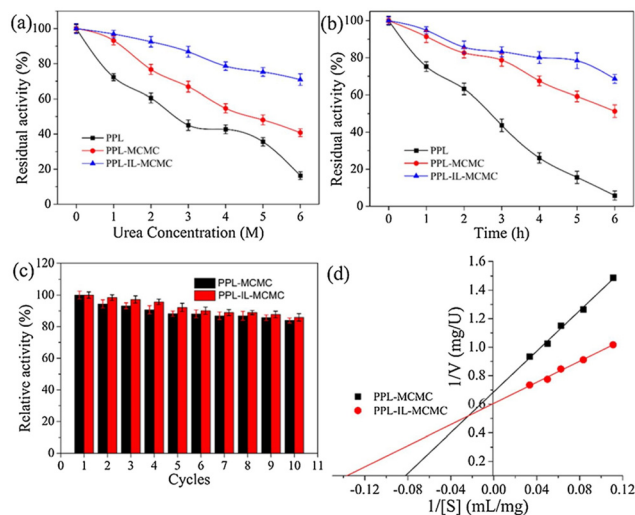 (a)
Residual activity (%)
100
80
60
40
20
0
PPL
PPL-MCMC
PPL-IL-MCMC
0 1 2 3 4 5 6
Urea Concentration (M)
(b)
Residual activity (%)
100
80
60
40
20
0
PPL
PPL-MCMC
PPL-IL-MCMC
0 1 2 3 4 5 6
Time (h)
(c)
Relative activity (%)
120
100
80
60
40
20
0
PPL-MCMC
PPL-IL-MCMC
0 1 2 3 4 5 6 7 8 9 10 11
Cycles
(d)
1/V (mg/U)
1.6
1.4
1.2
1.0
0.8
0.6
0.4
0.2
0.1
PPL-MCMC
PPL-IL-MCMC
-0.12 -0.08 -0.04 0.00 0.04 0.08 0.12
1/[S] (mL/mg)